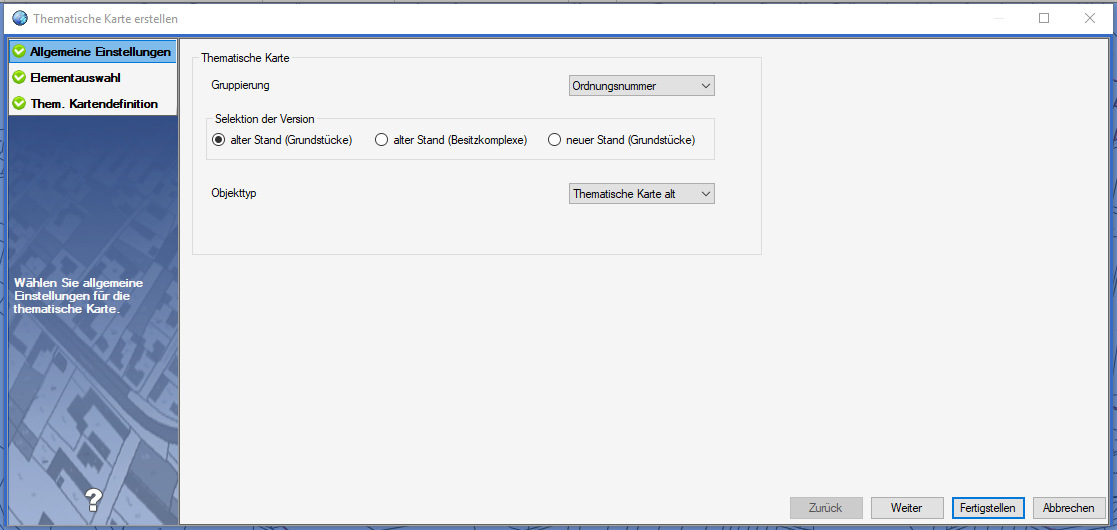 Thematische Karte erstellen
Allgemeine Einstellungen
Elementauswahl
Them. Kartendefinition
Wählen Sie allgemeine
Einstellungen für die
thematische Karte.
?
Thematische Karte
Gruppierung
Ordnungsnummer
Selektion der Version
alter Stand (Grundstücke) alter Stand (Besitzkomplexe) neuer Stand (Grundstücke)
Objekttyp
Thematische Karte alt
Zurück Weiter Fertigstellen Abbrechen